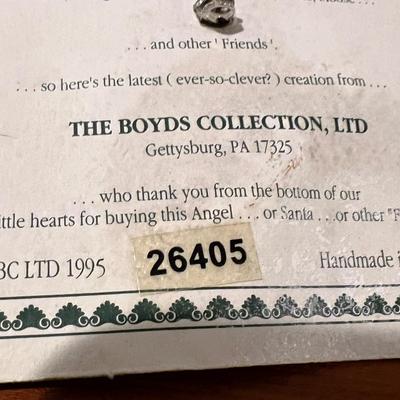 . . . and other ' Friends '.
. . . so here's the latest ( ever-so-clever? ) creation from . . .
THE BOYDS COLLECTION, LTD
Gettysburg, PA 17325
. . . who thank you from the bottom of our
ittle hearts for buying this Angel . . . or Santa . . . or other "F
BC LTD 1995
26405
Handmade i